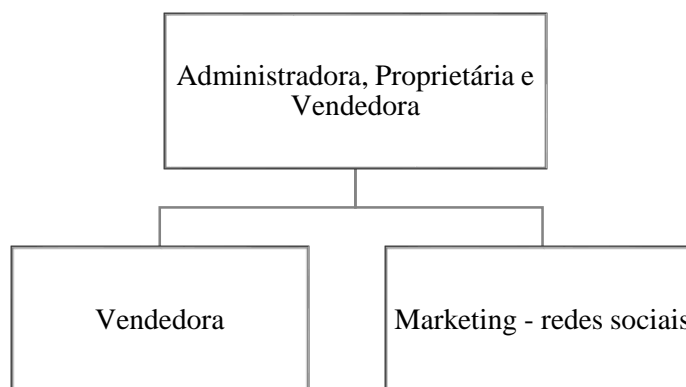 Administradora, Proprietária e
Vendedora
Vendedora
Marketing - redes sociais